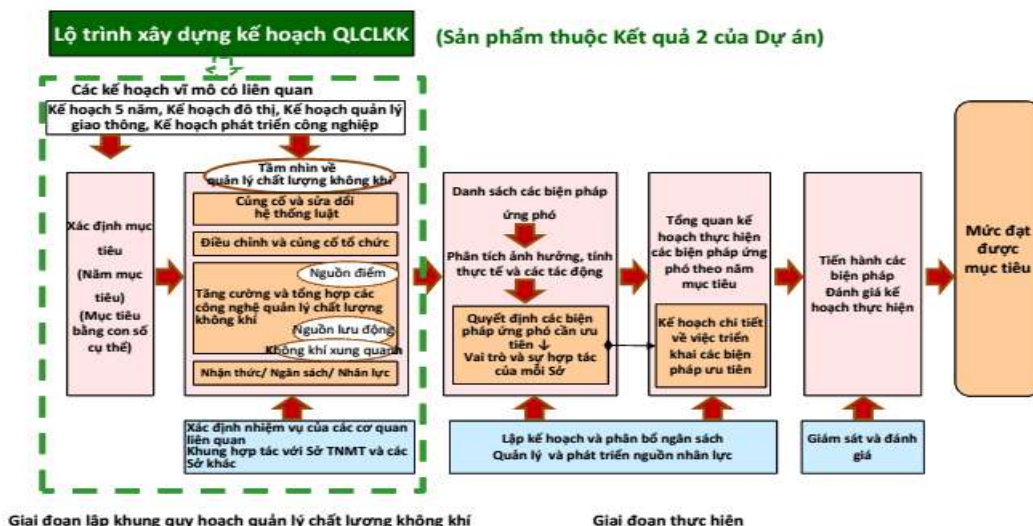 Lộ trình xây dựng kế hoạch QLCLKK
(Sản phẩm thuộc Kết quả 2 của Dự án)
Các kế hoạch vĩ mô có liên quan
Kế hoạch 5 năm, Kế hoạch đô thị, Kế hoạch quản lý
giao thông, Kế hoạch phát triển công nghiệp
Xác định mục
tiêu
(Năm mục
tiêu)
(Mục tiêu
bằng con số
cụ thể)
Tầm nhìn về
quản lý chất lượng không khí
Củng cố và sửa dổi
hệ thống luật
Điều chỉnh và củng cố tổ chức
Nguồn điểm
Tăng cường và tổng hợp các
công nghệ quản lý chất lượng
không khí
Nguồn lưu động
Không khí xung quanh
Nhận thức/ Ngân sách/ Nhân lực
Xác định nhiệm vụ của các cơ quan
liên quan
Khung hợp tác với Sở TNMT và các
Sở khác
Danh sách các biện pháp
ứng phó
Phân tích ảnh hưởng, tính
thực tế và các tác động
Quyết định các biện
pháp ứng phó cần ưu
tiên ↓
Vai trò và sự hợp tác
của mỗi Sở
Tổng quan kế
hoạch thực hiện
các biện pháp ứng
phó theo năm
mục tiêu
Kế hoạch chi tiết
về việc triển
khai các biện
pháp ưu tiên
Lập kế hoạch và phân bổ ngân sách
Quản lý và phát triển nguồn nhân lực
Tiến hành các
biện pháp
Đánh giá kế
hoạch thực hiện
Giám sát và đánh
giá
Mức đạt
được
mục tiêu
Giai đoạn lập khung quy hoạch quản lý chất lượng không khí
Giai đoạn thực hiện